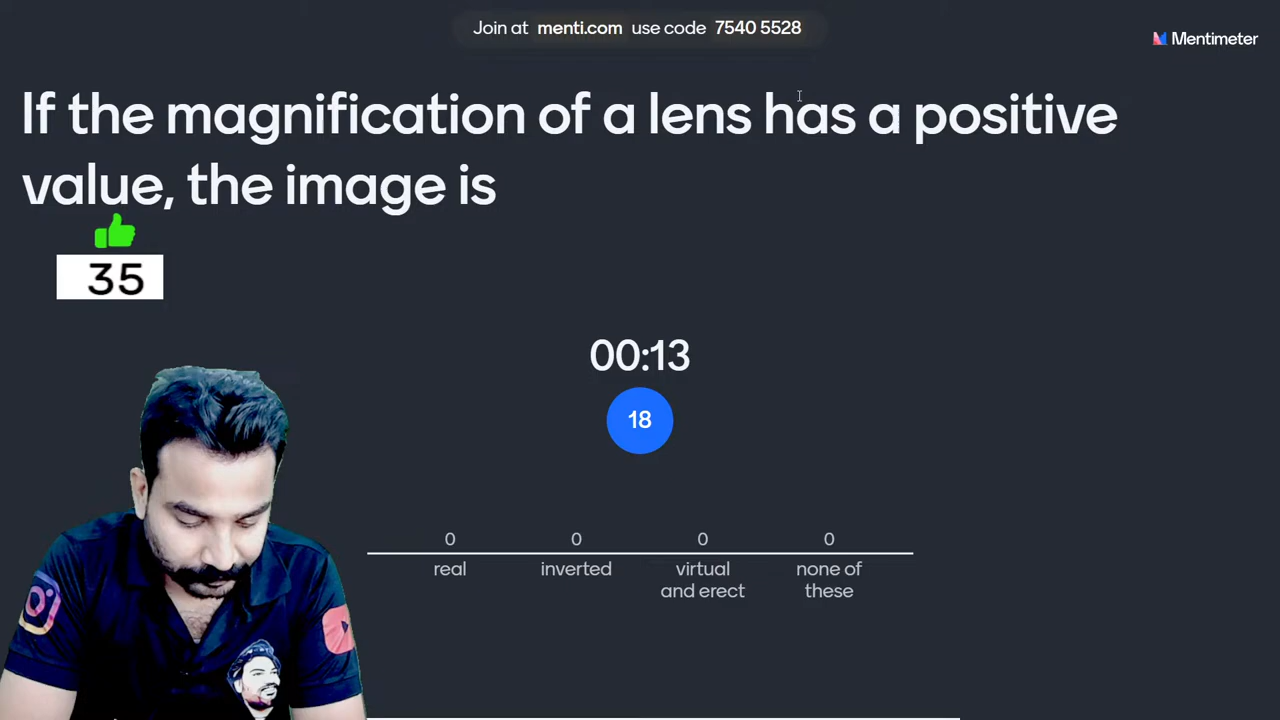 Join at menti.com use code 7540 5528
Mentimeter
If the magnification of a lens has a positive
value, the image is
35
00:13
18
0 0 0 0
real inverted virtual and erect none of these